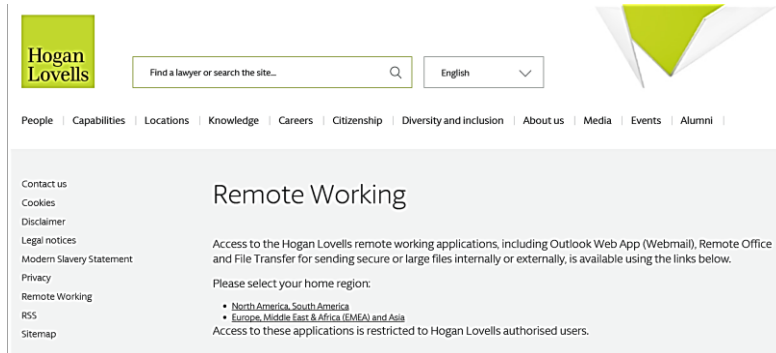 Hogan
Lovells
Find a lawyer or search the site...
English
People | Capabilities | Locations | Knowledge | Careers | Citizenship | Diversity and inclusion | About us | Media | Events | Alumni |
Contact us
Cookies
Disclaimer
Legal notices
Modern Slavery Statement
Privacy
Remote Working
RSS
Sitemap
Remote Working
Access to the Hogan Lovells remote working applications, including Outlook Web App (Webmail), Remote Office
and File Transfer for sending secure or large files internally or externally, is available using the links below.
Please select your home region:
• North America, South America
• Europe, Middle East & Africa (EMEA) and Asia
Access to these applications is restricted to Hogan Lovells authorised users.